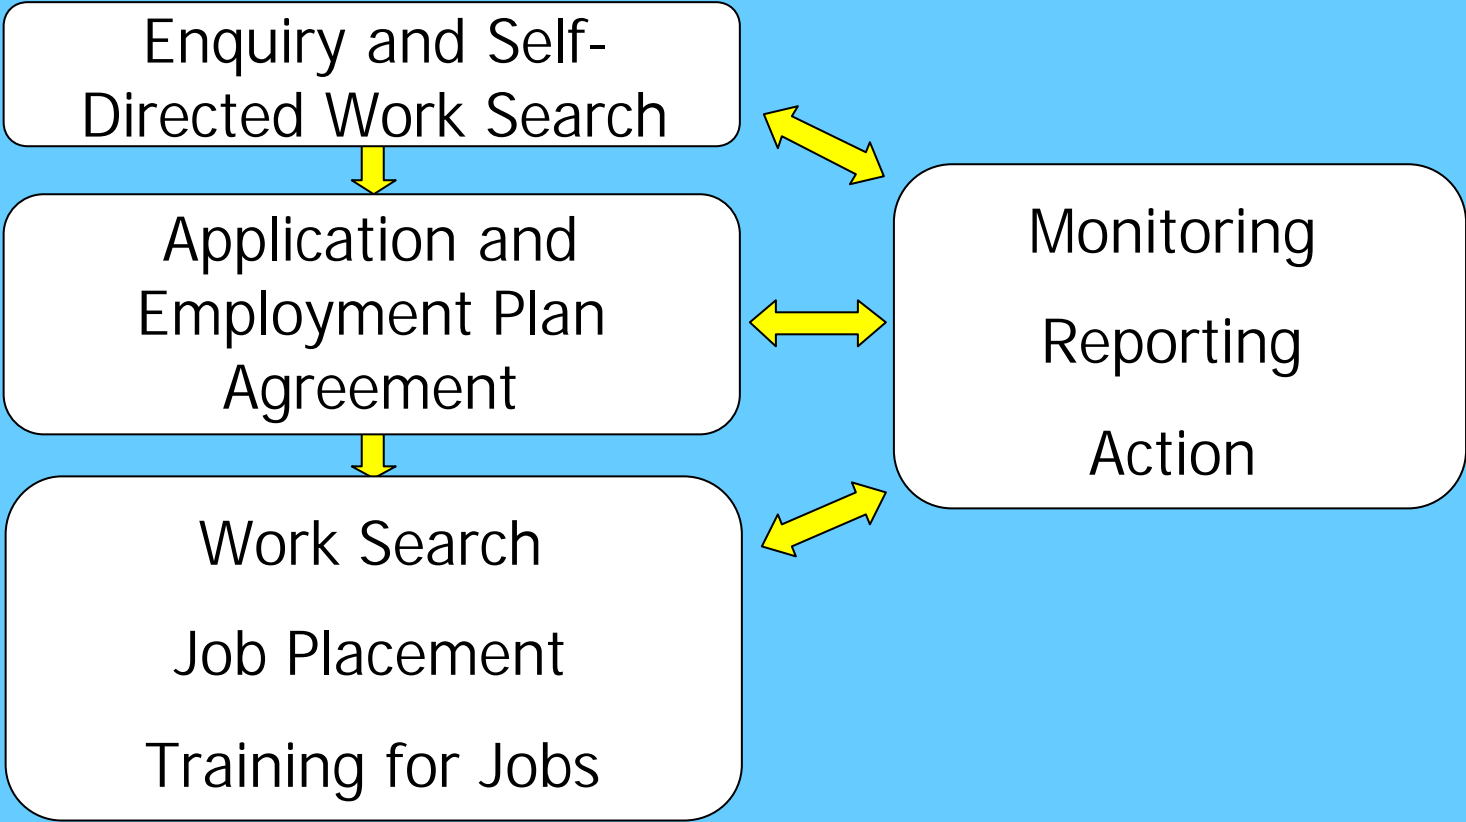 Enquiry and Self-
Directed Work Search
Application and
Employment Plan
Agreement
Work Search
Job Placement
Training for Jobs
Monitoring
Reporting
Action